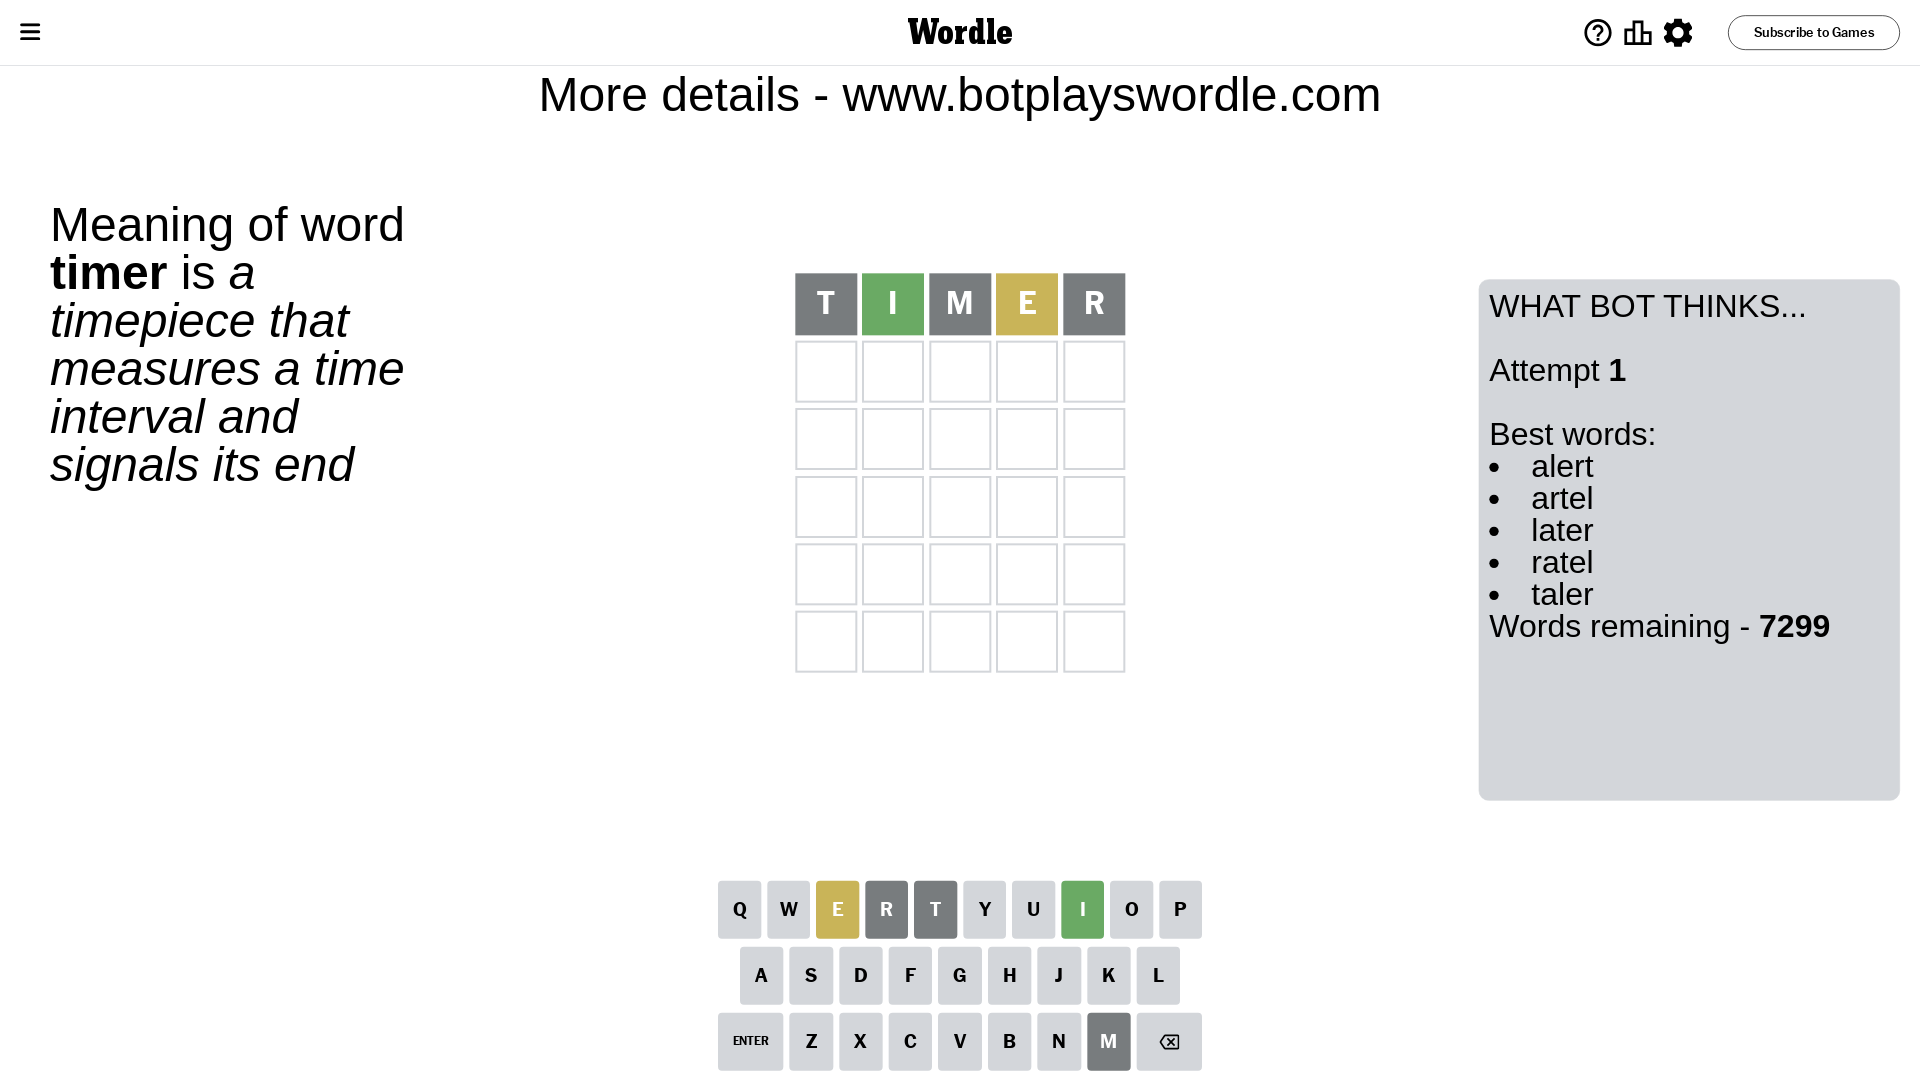 Wordle
Subscribe to Games
More details - www.botplayswordle.com
Meaning of word
timer is a
timepiece that
measures a time
interval and
signals its end
T I M E R
WHAT BOT THINKS...
Attempt 1
Best words:
• alert
• artel
• later
• ratel
• taler
Words remaining - 7299
Q W E R T Y U I O P
A S D F G H J K L
ENTER Z X C V B N M